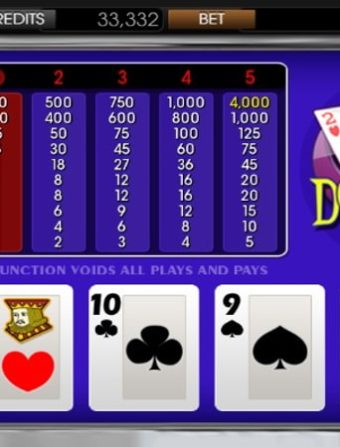 REDITS 33,332 BET
2 3 4 5
500 750 1,000 4,000
400 600 800 1,000
50 75 100 125
30 45 60 75
18 27 36 45
8 12 16 20
8 12 16 20
6 9 12 15
4 6 8 10
2 3 4 5
2
D
UNCTION VOIDS ALL PLAYS AND PAYS
10 9